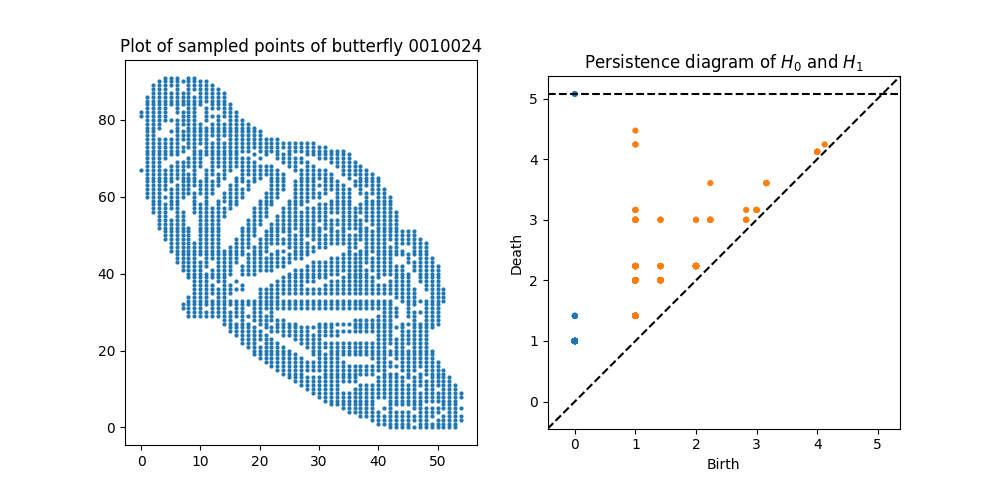 Plot of sampled points of butterfly 0010024
80
60
40
20
0
0 10 20 30 40 50
Persistence diagram of H₀ and H₁
5
4
3
2
1
0
Death
0 1 2 3 4 5
Birth